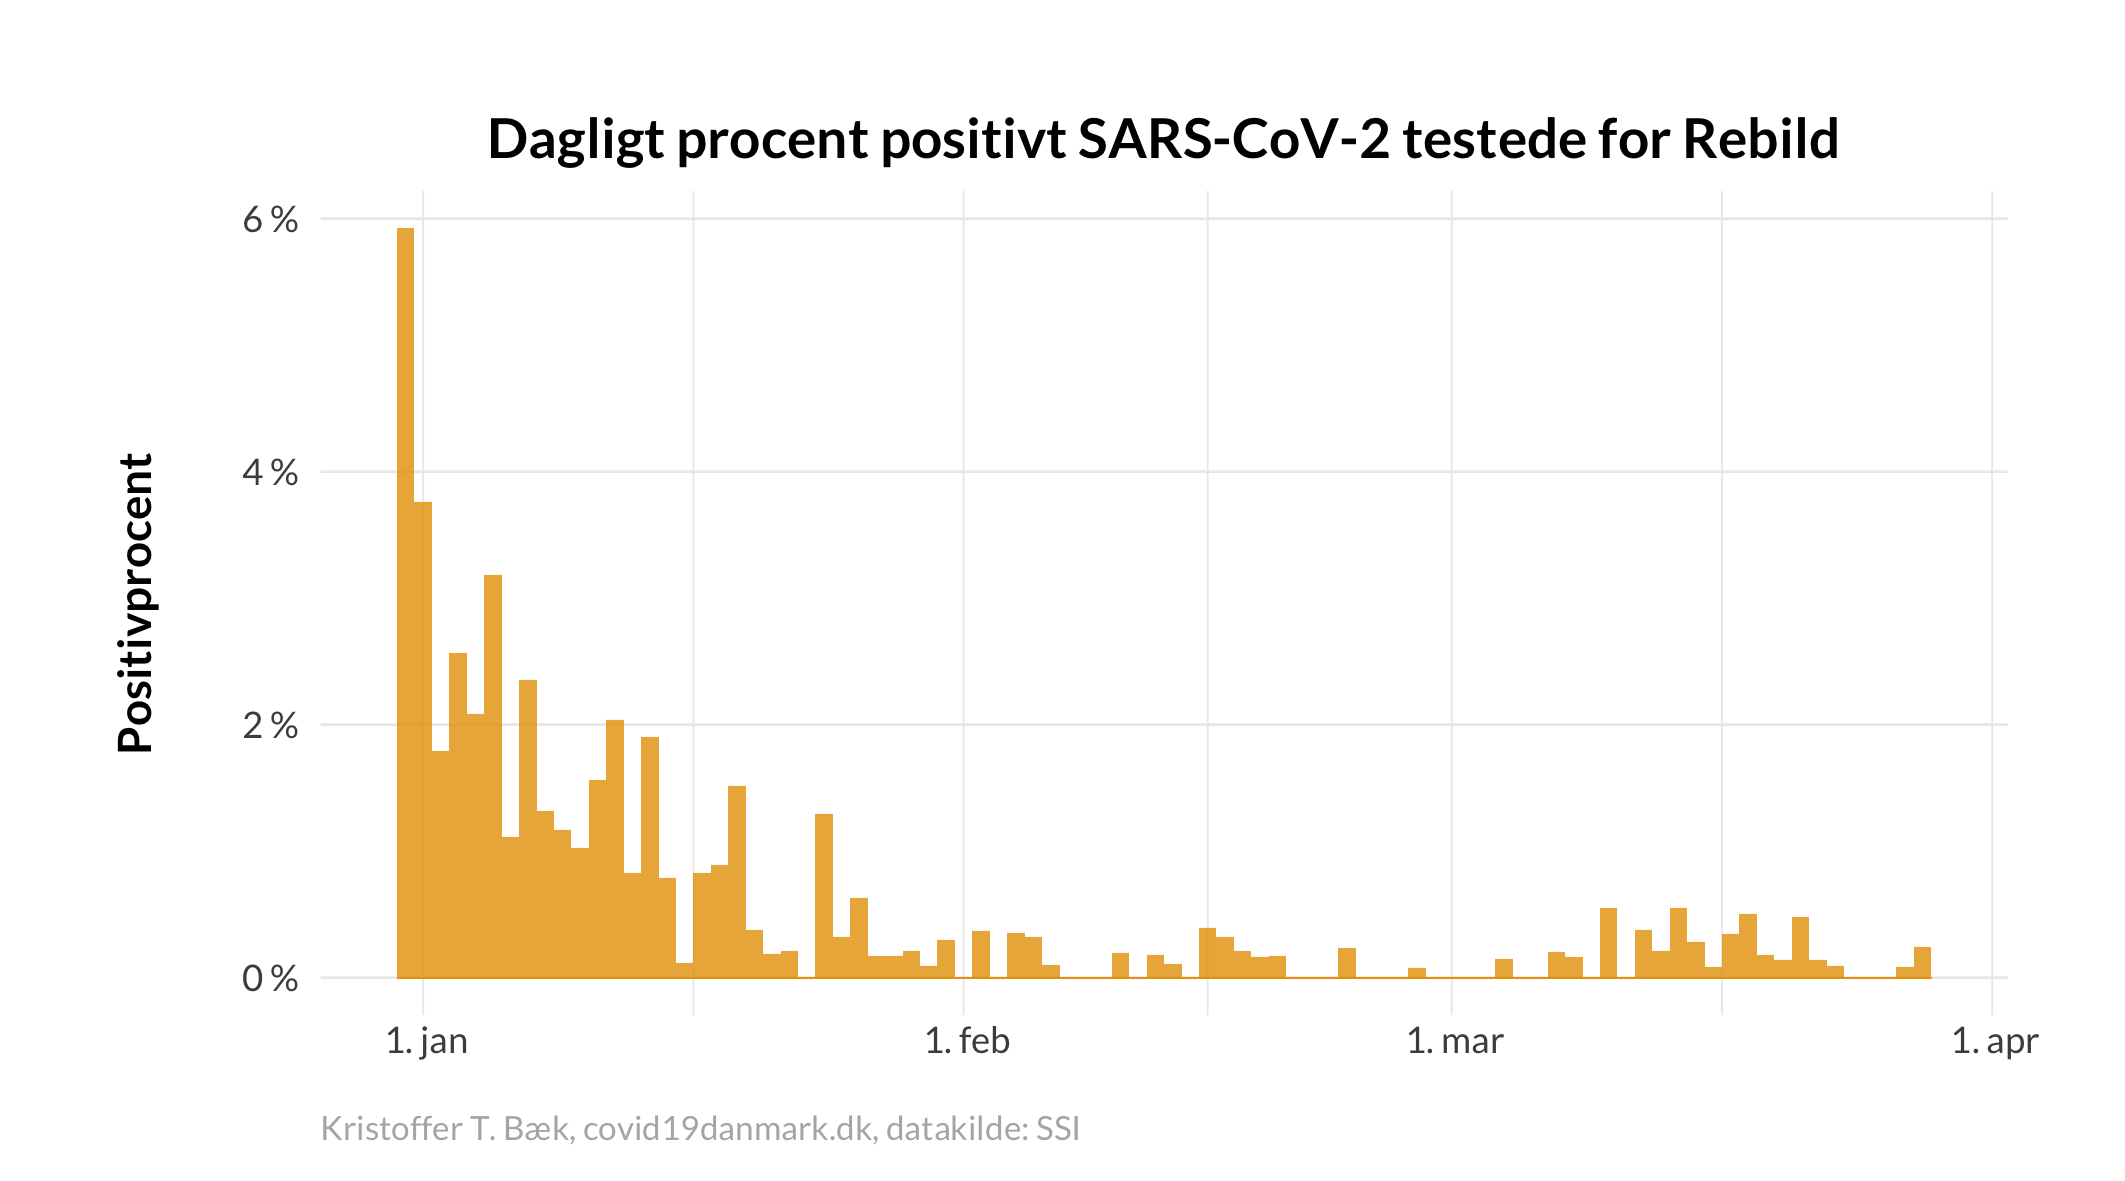 Dagligt procent positivt SARS-CoV-2 testede for Rebild
Positivprocent
6 %
4 %
2 %
0 %
1. jan
1. feb
1. mar
1. apr
Kristoffer T. Bæk, covid19danmark.dk, datakilde: SSI